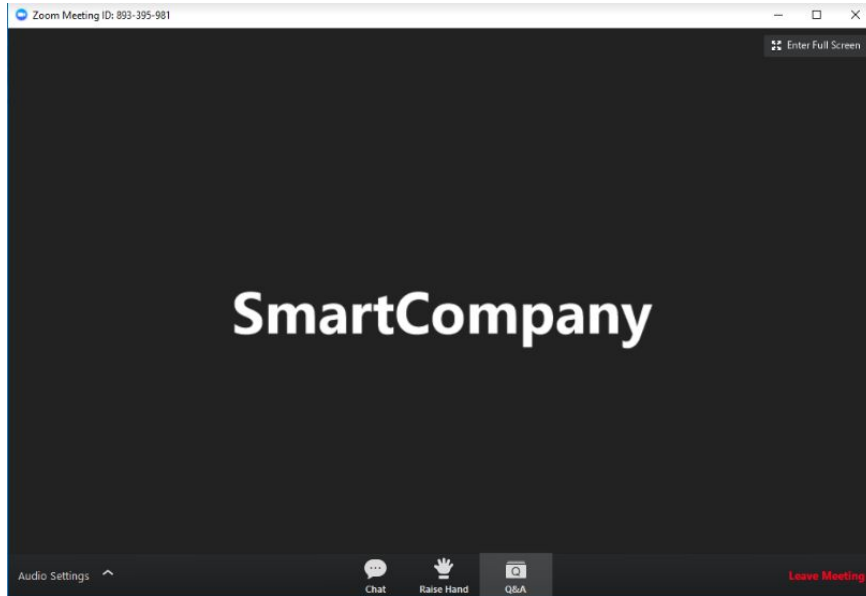 Zoom Meeting ID: 893-395-981
Enter Full Screen
SmartCompany
Audio Settings
Chat
Raise Hand
Q
Q&A
Leave Meeting